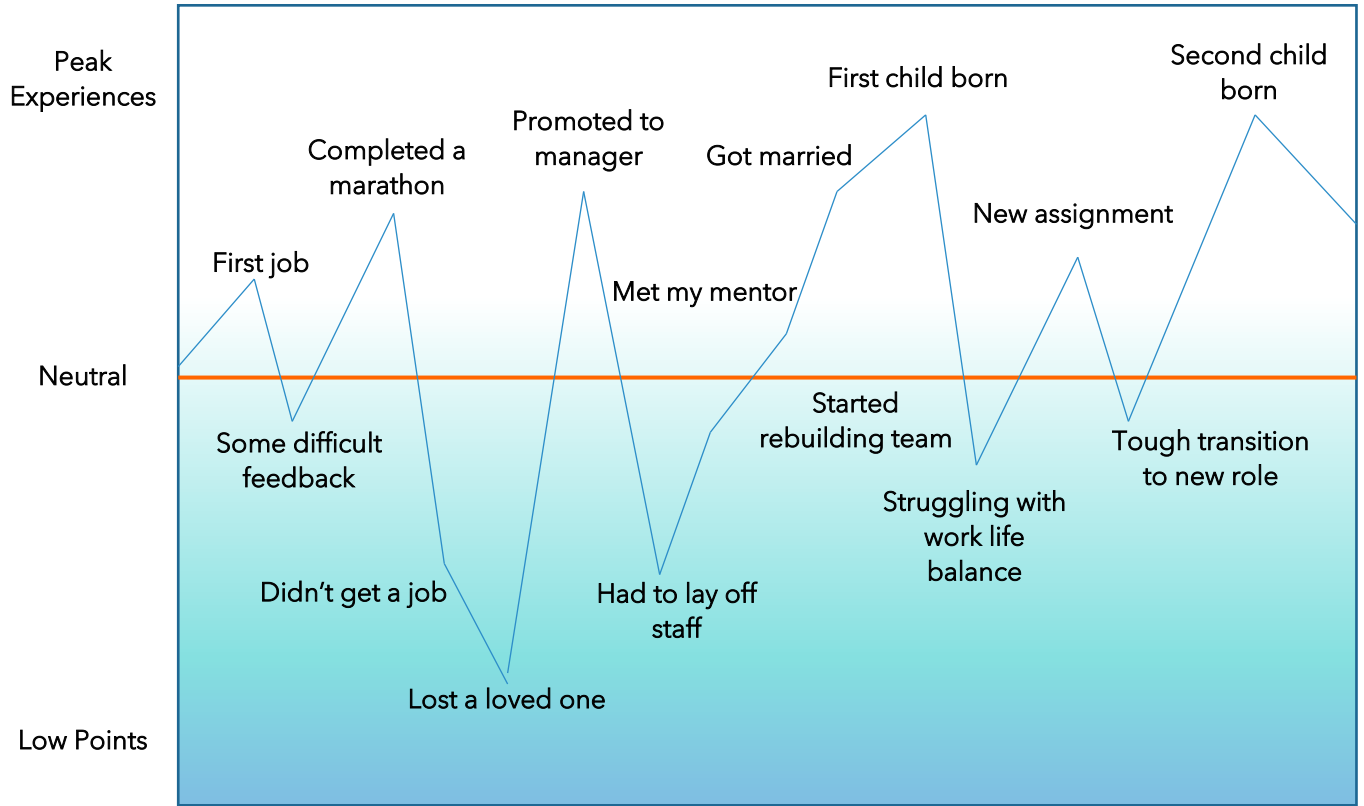 Peak
Experiences
Neutral
Low Points
First job
Some difficult
feedback
Completed a
marathon
Didn’t get a job
Lost a loved one
Promoted to
manager
Had to lay off
staff
Met my mentor
Started
rebuilding team
Got married
First child born
Struggling with
work life
balance
New assignment
Tough transition
to new role
Second child
born